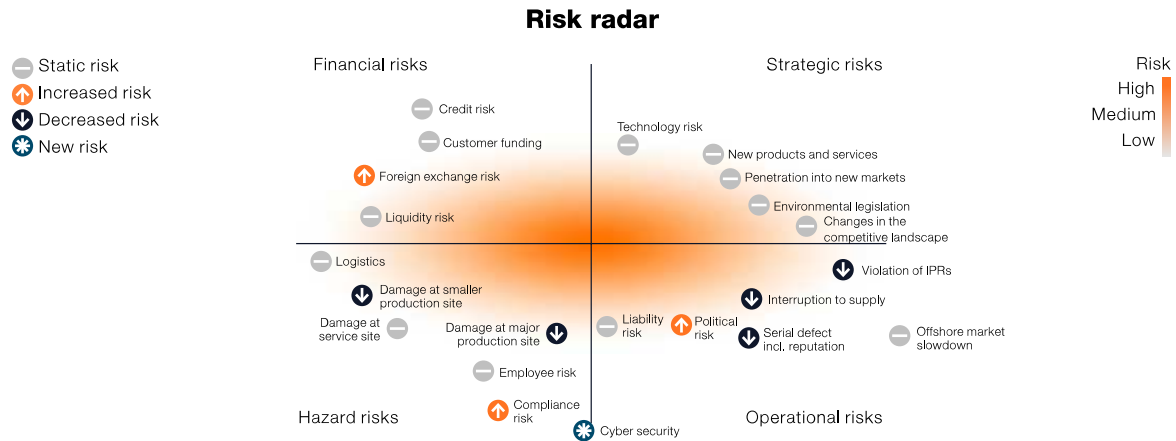 Risk radar
Static risk
Increased risk
Decreased risk
New risk
Financial risks
Strategic risks
Risk
High
Medium
Low
Credit risk
Customer funding
Foreign exchange risk
Liquidity risk
Technology risk
New products and services
Penetration into new markets
Environmental legislation
Changes in the
competitive landscape
Logistics
Damage at smaller
production site
Damage at
service site
Damage at major
production site
Employee risk
Compliance
risk
Hazard risks
Violation of IPRs
Interruption to supply
Liability
risk
Political
risk
Serial defect
incl. reputation
Offshore market
slowdown
Cyber security
Operational risks